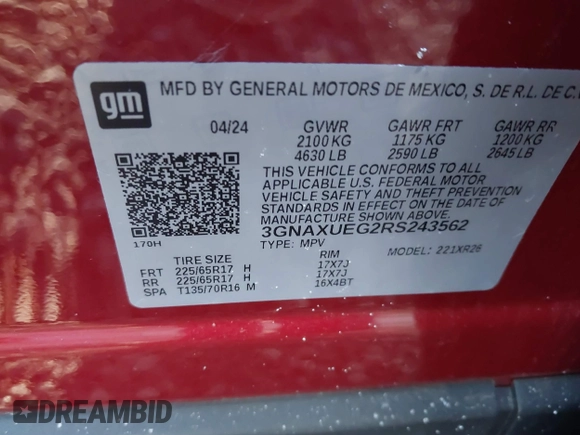 gm
MFD BY GENERAL MOTORS DE MEXICO, S. DE R.L. DE C.
04/24 GVWR GAWR FRT GAWR RR
2100 KG 1175 KG 1200 KG
4630 LB 2590 LB 2645 LB
THIS VEHICLE CONFORMS TO ALL
APPLICABLE U.S. FEDERAL MOTOR
VEHICLE SAFETY AND THEFT PREVENTION
STANDARDS IN EFFECT ON THE DATE OF
MANUFACTURE SHOWN ABOVE.
3GNAXUEG2RS243562
170H
TYPE: MPV MODEL: 221XR26
TIRE SIZE RIM
FRT 225/65R17 H 17X7J
RR 225/65R17 H 17X7J
SPA T135/70R16 M 16X4BT
DREAMBID